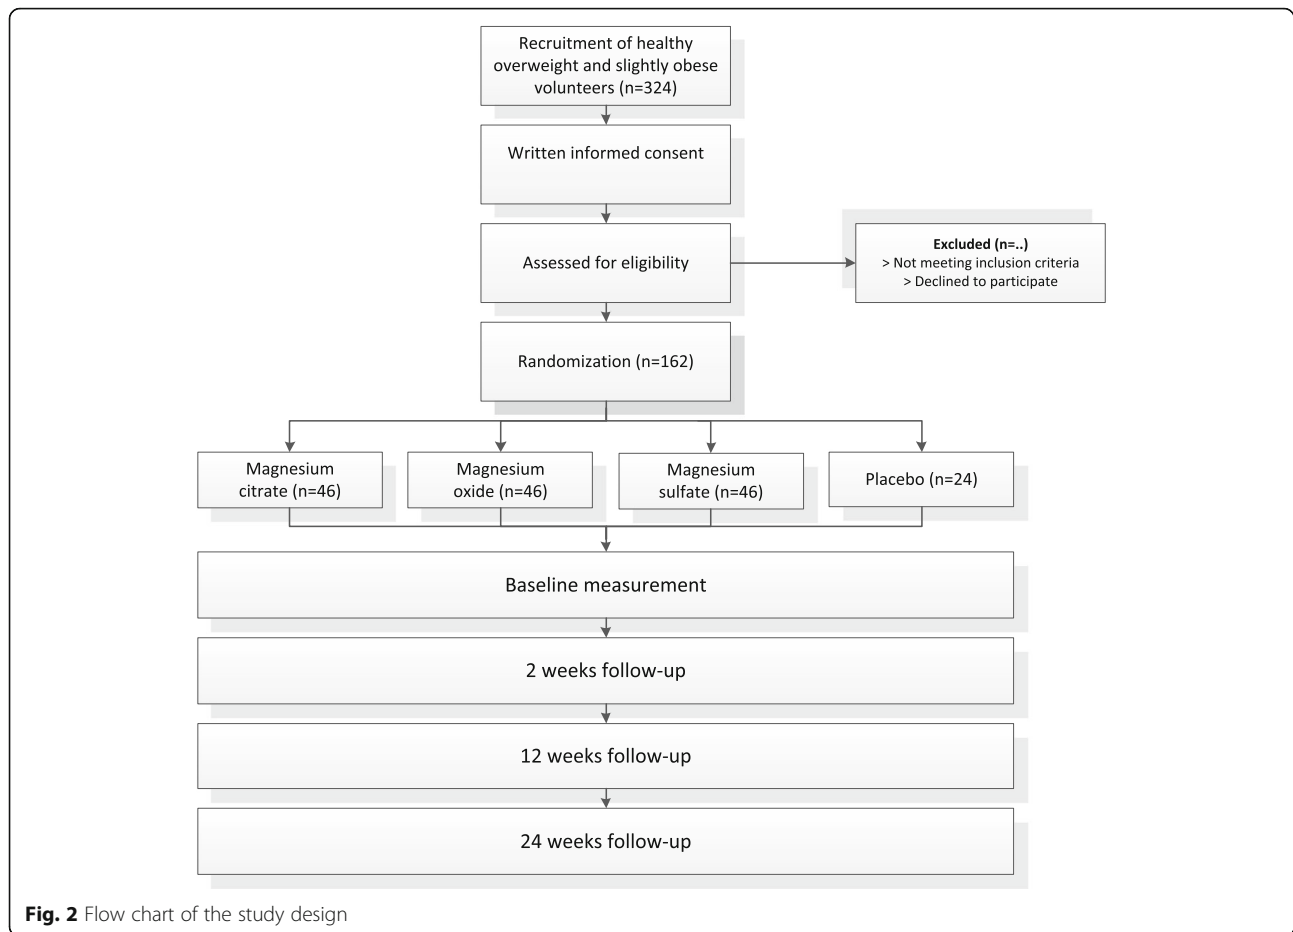 Recruitment of healthy
overweight and slightly obese
volunteers (n=324)
Written informed consent
Assessed for eligibility
Excluded (n=..)
> Not meeting inclusion criteria
> Declined to participate
Randomization (n=162)
Magnesium
citrate (n=46)
Magnesium
oxide (n=46)
Magnesium
sulfate (n=46)
Placebo (n=24)
Baseline measurement
2 weeks follow-up
12 weeks follow-up
24 weeks follow-up
Fig. 2 Flow chart of the study design